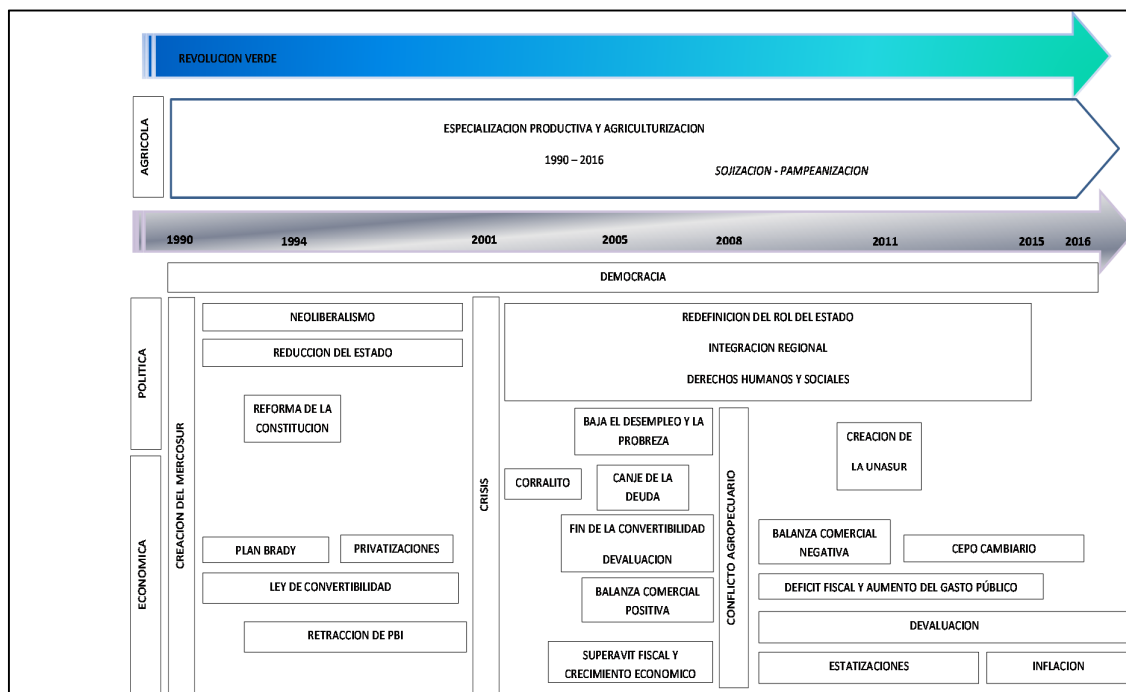 REVOLUCION VERDE
AGRICOLA
ESPECIALIZACION PRODUCTIVA Y AGRICULTURIZACION
1990 – 2016
SOJIZACION - PAMPEANIZACION
1990
1994
2001
2005
2008
2011
2015
2016
DEMOCRACIA
POLITICA
ECONOMICA
CREACION DEL MERCOSUR
NEOLIBERALISMO
REDUCCION DEL ESTADO
REFORMA DE LA
CONSTITUCION
PLAN BRADY
PRIVATIZACIONES
LEY DE CONVERTIBILIDAD
RETRACCION DE PBI
CRISIS
REDEFINICION DEL ROL DEL ESTADO
INTEGRACION REGIONAL
DERECHOS HUMANOS Y SOCIALES
BAJA EL DESEMPLEO Y LA
PROBREZA
CORRALITO
CANJE DE LA
DEUDA
FIN DE LA CONVERTIBILIDAD
DEVALUACION
BALANZA COMERCIAL
POSITIVA
SUPERAVIT FISCAL Y
CRECIMIENTO ECONOMICO
CONFLICTO AGROPECUARIO
CREACION DE
LA UNASUR
BALANZA COMERCIAL
NEGATIVA
CEPO CAMBIARIO
DEFICIT FISCAL Y AUMENTO DEL GASTO PÚBLICO
DEVALUACION
ESTATIZACIONES
INFLACION